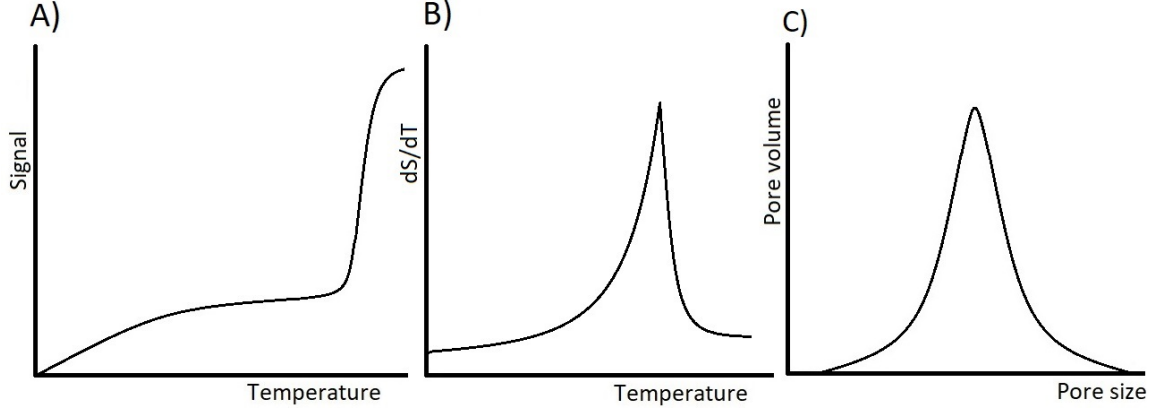 A)
Signal
Temperature
B)
dS/dT
Temperature
C)
Pore volume
Pore size